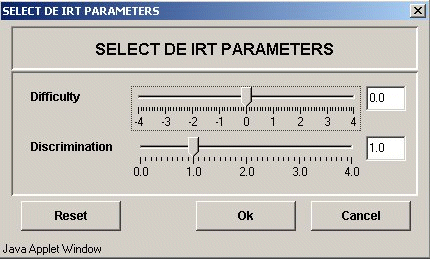 SELECT DE IRT PARAMETERS
SELECT DE IRT PARAMETERS
Difficulty
0.0
-4 -3 -2 -1 0 1 2 3 4
Discrimination
1.0
0.0 1.0 2.0 3.0 4.0
Reset Ok Cancel
Java Applet Window